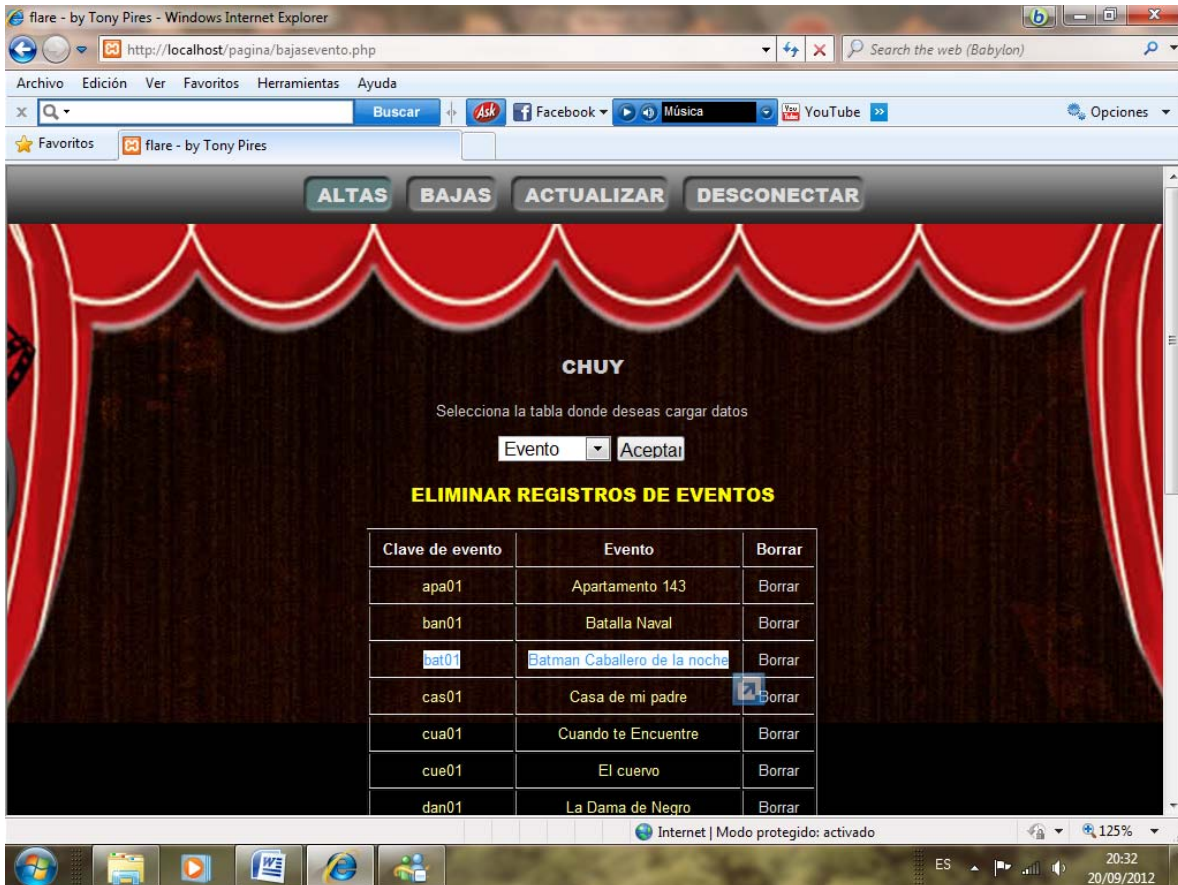 flare - by Tony Pires - Windows Internet Explorer
http://localhost/pagina/bajasevento.php
Search the web (Babylon)
Archivo Edición Ver Favoritos Herramientas Ayuda
Buscar Ask Facebook Música YouTube Opciones
Favoritos flare - by Tony Pires
ALTAS BAJAS ACTUALIZAR DESCONECTAR
CHUY
Selecciona la tabla donde deseas cargar datos
Evento Aceptar
ELIMINAR REGISTROS DE EVENTOS
Clave de evento Evento Borrar
apa01 Apartamento 143 Borrar
ban01 Batalla Naval Borrar
bat01 Batman Caballero de la noche Borrar
cas01 Casa de mi padre Borrar
cua01 Cuando te Encuentre Borrar
cue01 El cuervo Borrar
dan01 La Dama de Negro Borrar
Internet | Modo protegido: activado 125%
ES 20:32
20/09/2012